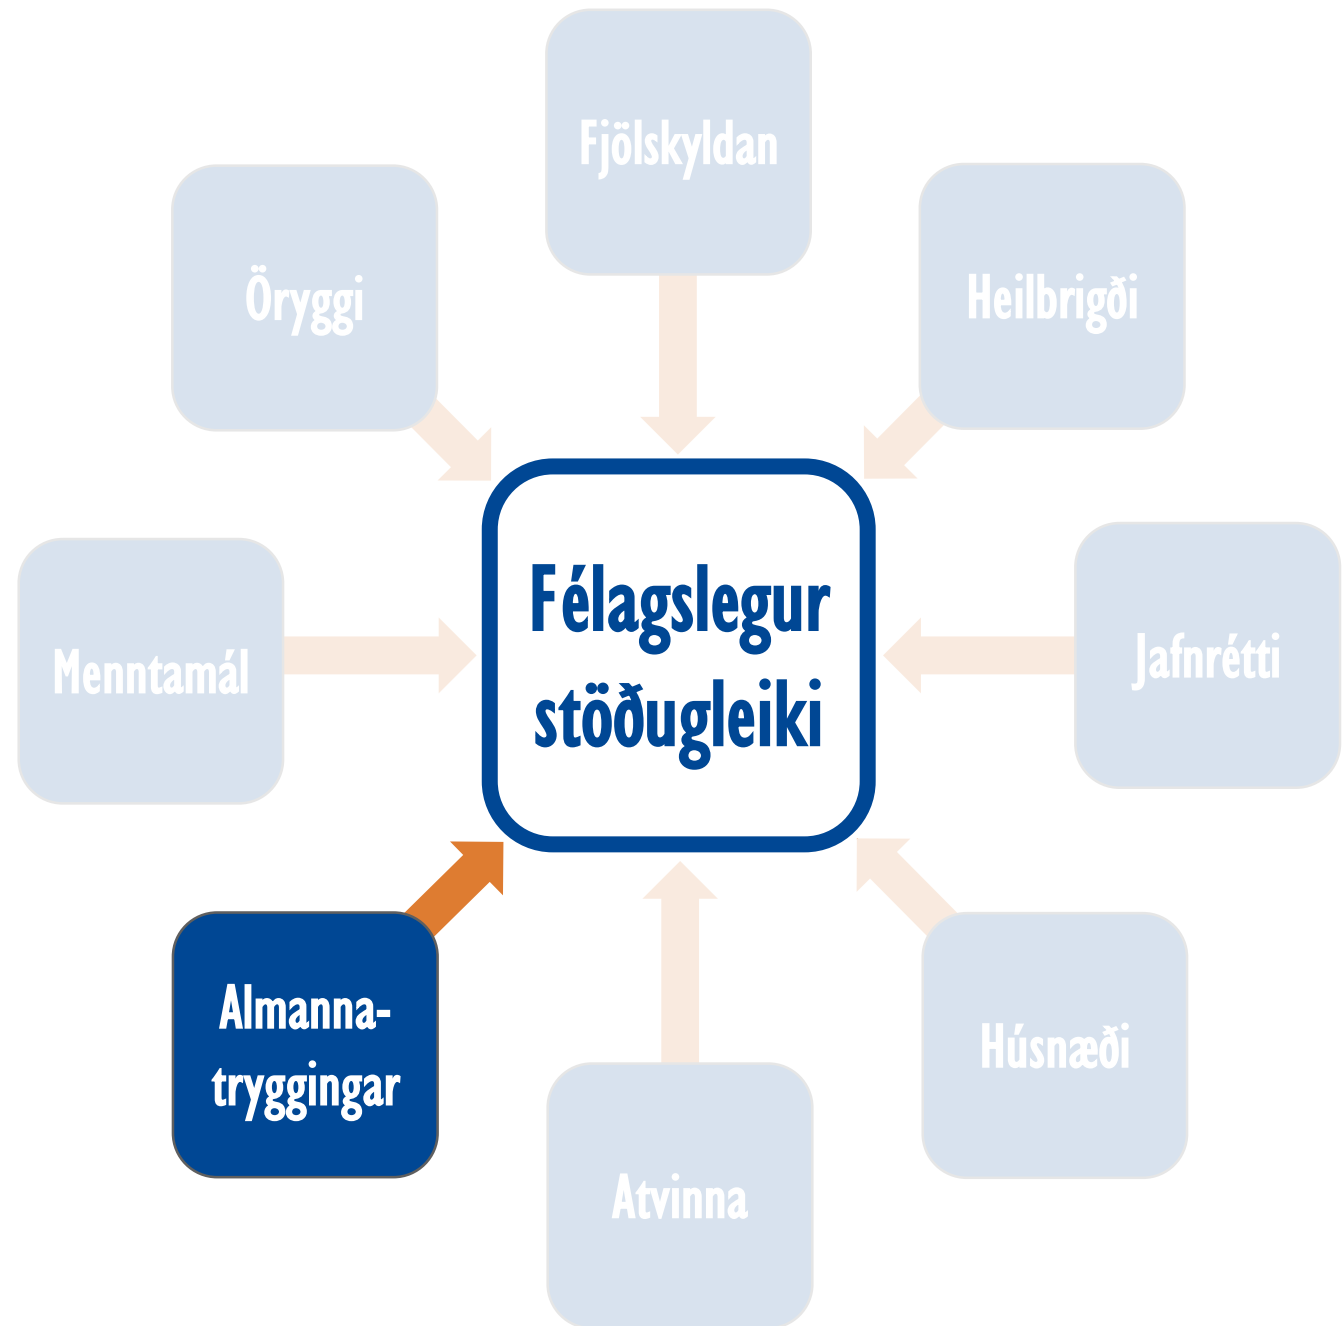 Fjölskyldan
Öryggi
Heilbrigði
Félagslegur
stöðugleiki
Menntamál
Jafnrétti
Almanna-
tryggingar
Húsnæði
Atvinna